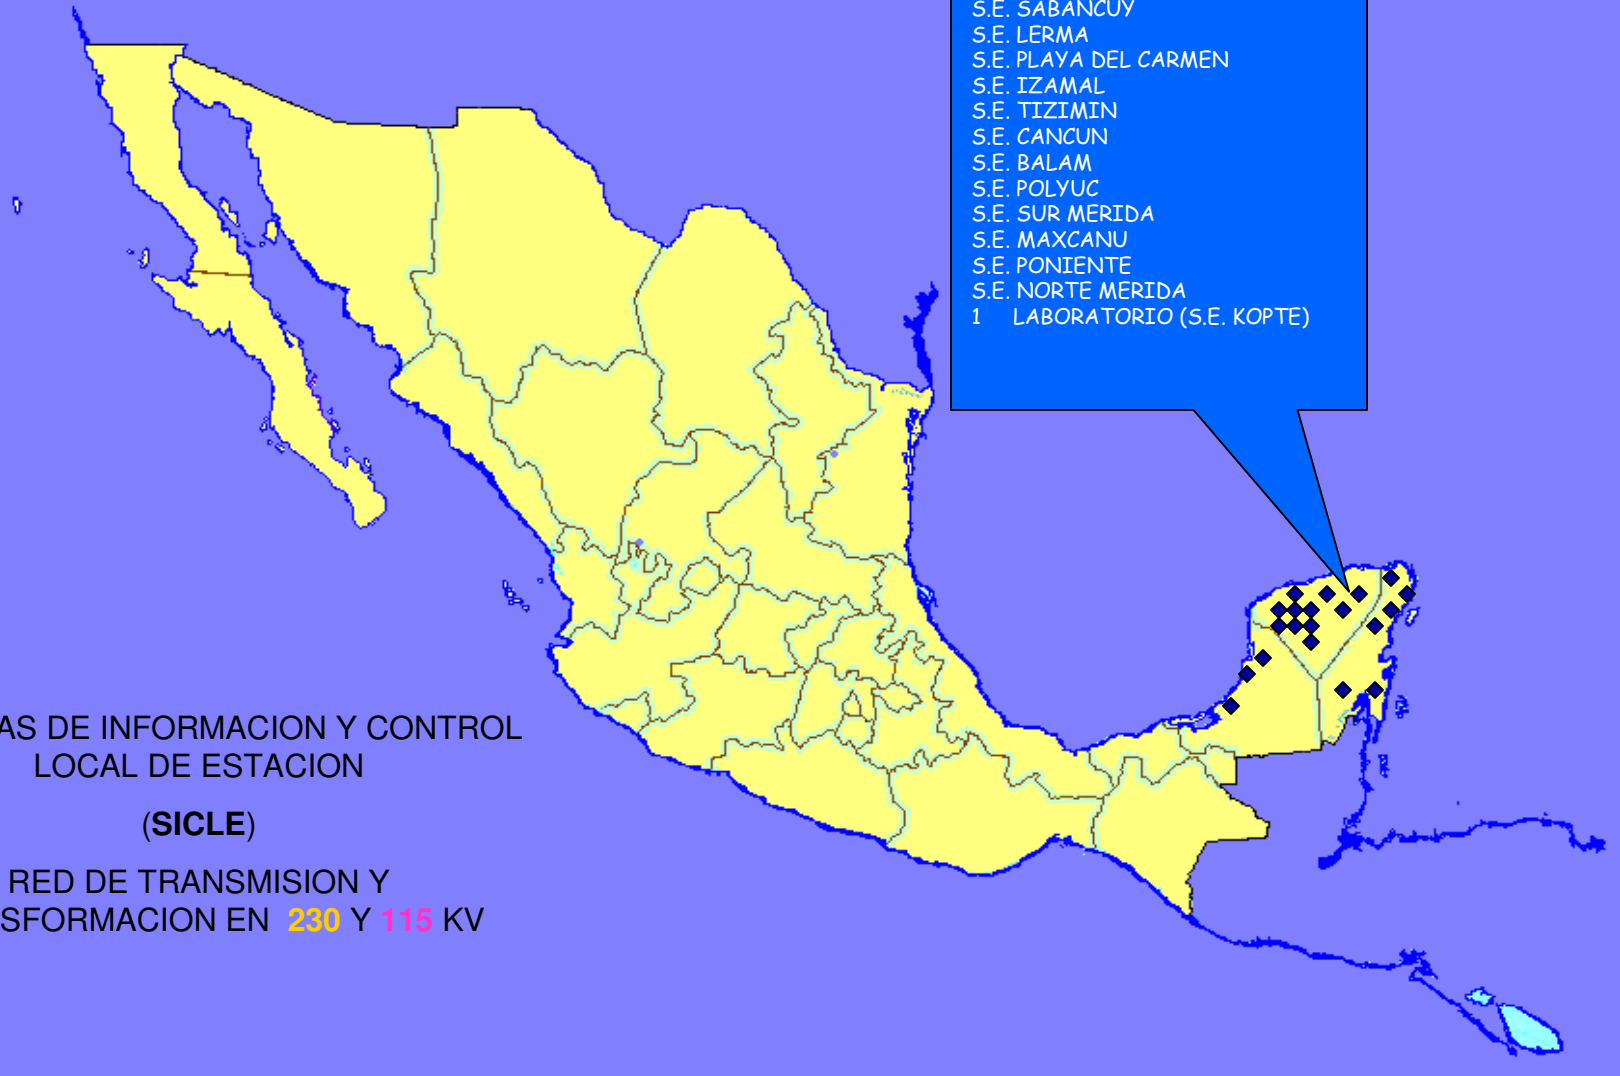 S.E. SABANCUY
S.E. LERMA
S.E. PLAYA DEL CARMEN
S.E. IZAMAL
S.E. TIZIMIN
S.E. CANCUN
S.E. BALAM
S.E. POLYUC
S.E. SUR MERIDA
S.E. MAXCANU
S.E. PONIENTE
S.E. NORTE MERIDA
1 LABORATORIO (S.E. KOPTE)
AS DE INFORMACION Y CONTROL
LOCAL DE ESTACION
(SICLE)
RED DE TRANSMISION Y
SFORMACION EN 230 Y 115 KV